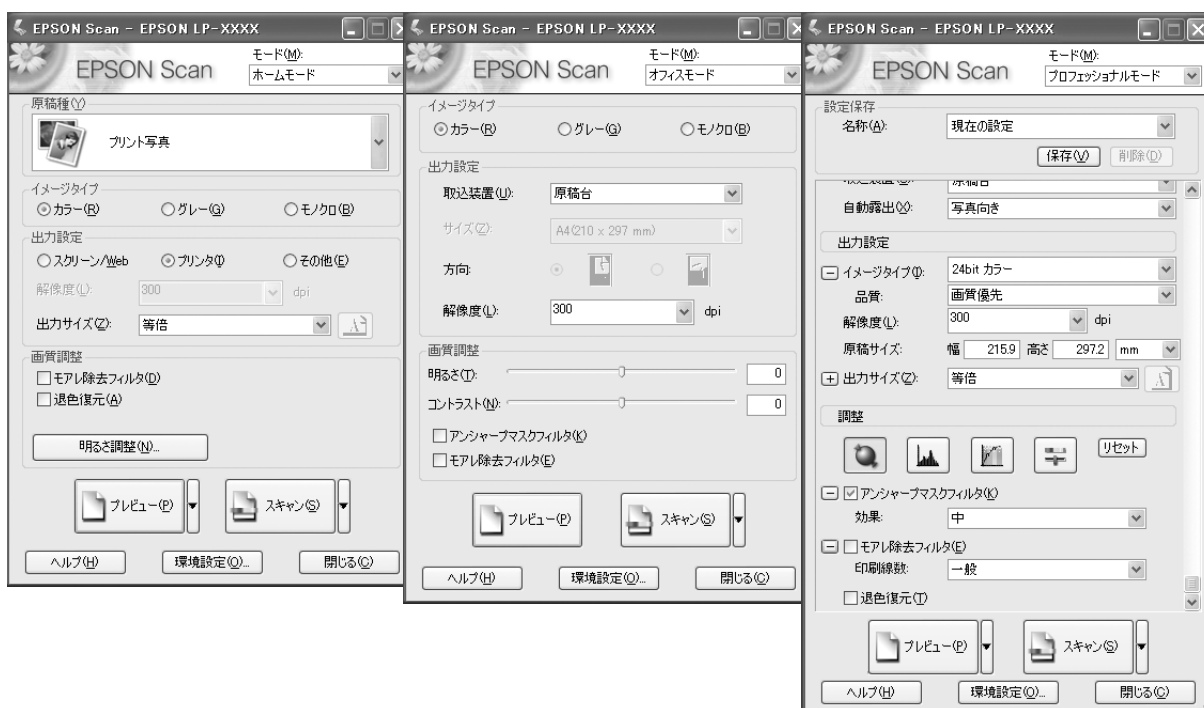 EPSON Scan - EPSON LP-XXXX
EPSON Scan
モード(M):
ホームモード
原稿種(Y)
プリント写真
イメージタイプ
カラー(R) グレー(G) モノクロ(B)
出力設定
スクリーン/Web プリンタ(I) その他(E)
解像度(L): 300 dpi
出力サイズ(Z): 等倍
画質調整
モアレ除去フィルタ(D)
退色復元(A)
明るさ調整(N)...
プレビュー(P) スキャン(S)
ヘルプ(H) 環境設定(O)... 閉じる(C)
EPSON Scan - EPSON LP-XXXX
EPSON Scan
モード(M):
オフィスモード
イメージタイプ
カラー(R) グレー(G) モノクロ(B)
出力設定
取込装置(U): 原稿台
サイズ(Z): A4(210 x 297 mm)
方向:
解像度(L): 300 dpi
画質調整
明るさ(T): 0
コントラスト(N): 0
アンシャープマスクフィルタ(K)
モアレ除去フィルタ(E)
プレビュー(P) スキャン(S)
ヘルプ(H) 環境設定(O)... 閉じる(C)
EPSON Scan - EPSON LP-XXXX
EPSON Scan
モード(M):
プロフェッショナルモード
設定保存
名称(A): 現在の設定
保存(V) 削除(D)
自動露出(X): 写真向き
出力設定
イメージタイプ(I): 24bit カラー
品質: 画質優先
解像度(L): 300 dpi
原稿サイズ: 幅 215.9 高さ 297.2 mm
出力サイズ(Z): 等倍
調整
リセット
アンシャープマスクフィルタ(K)
効果: 中
モアレ除去フィルタ(E)
印刷線数: 一般
退色復元(T)
プレビュー(P) スキャン(S)
ヘルプ(H) 環境設定(O)... 閉じる(C)